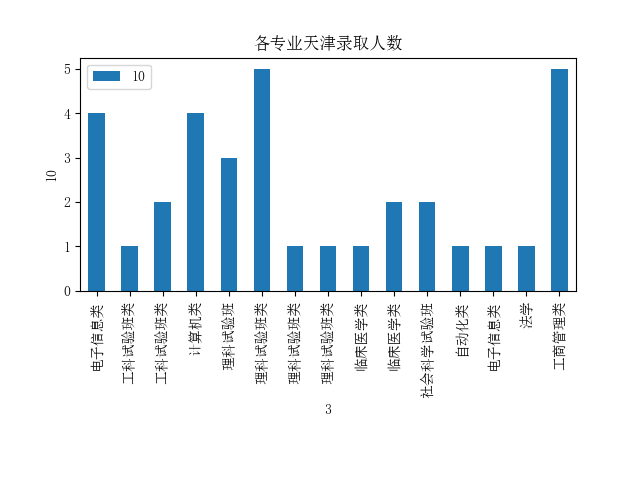 各专业天津录取人数
10
5
4
3
2
1
0
10
电子信息类
工科试验班类
工科试验班类
计算机类
理科试验班
理科试验班类
理科试验班类
理科试验班类
临床医学类
临床医学类
社会科学试验班
自动化类
电子信息类
法学
工商管理类
3